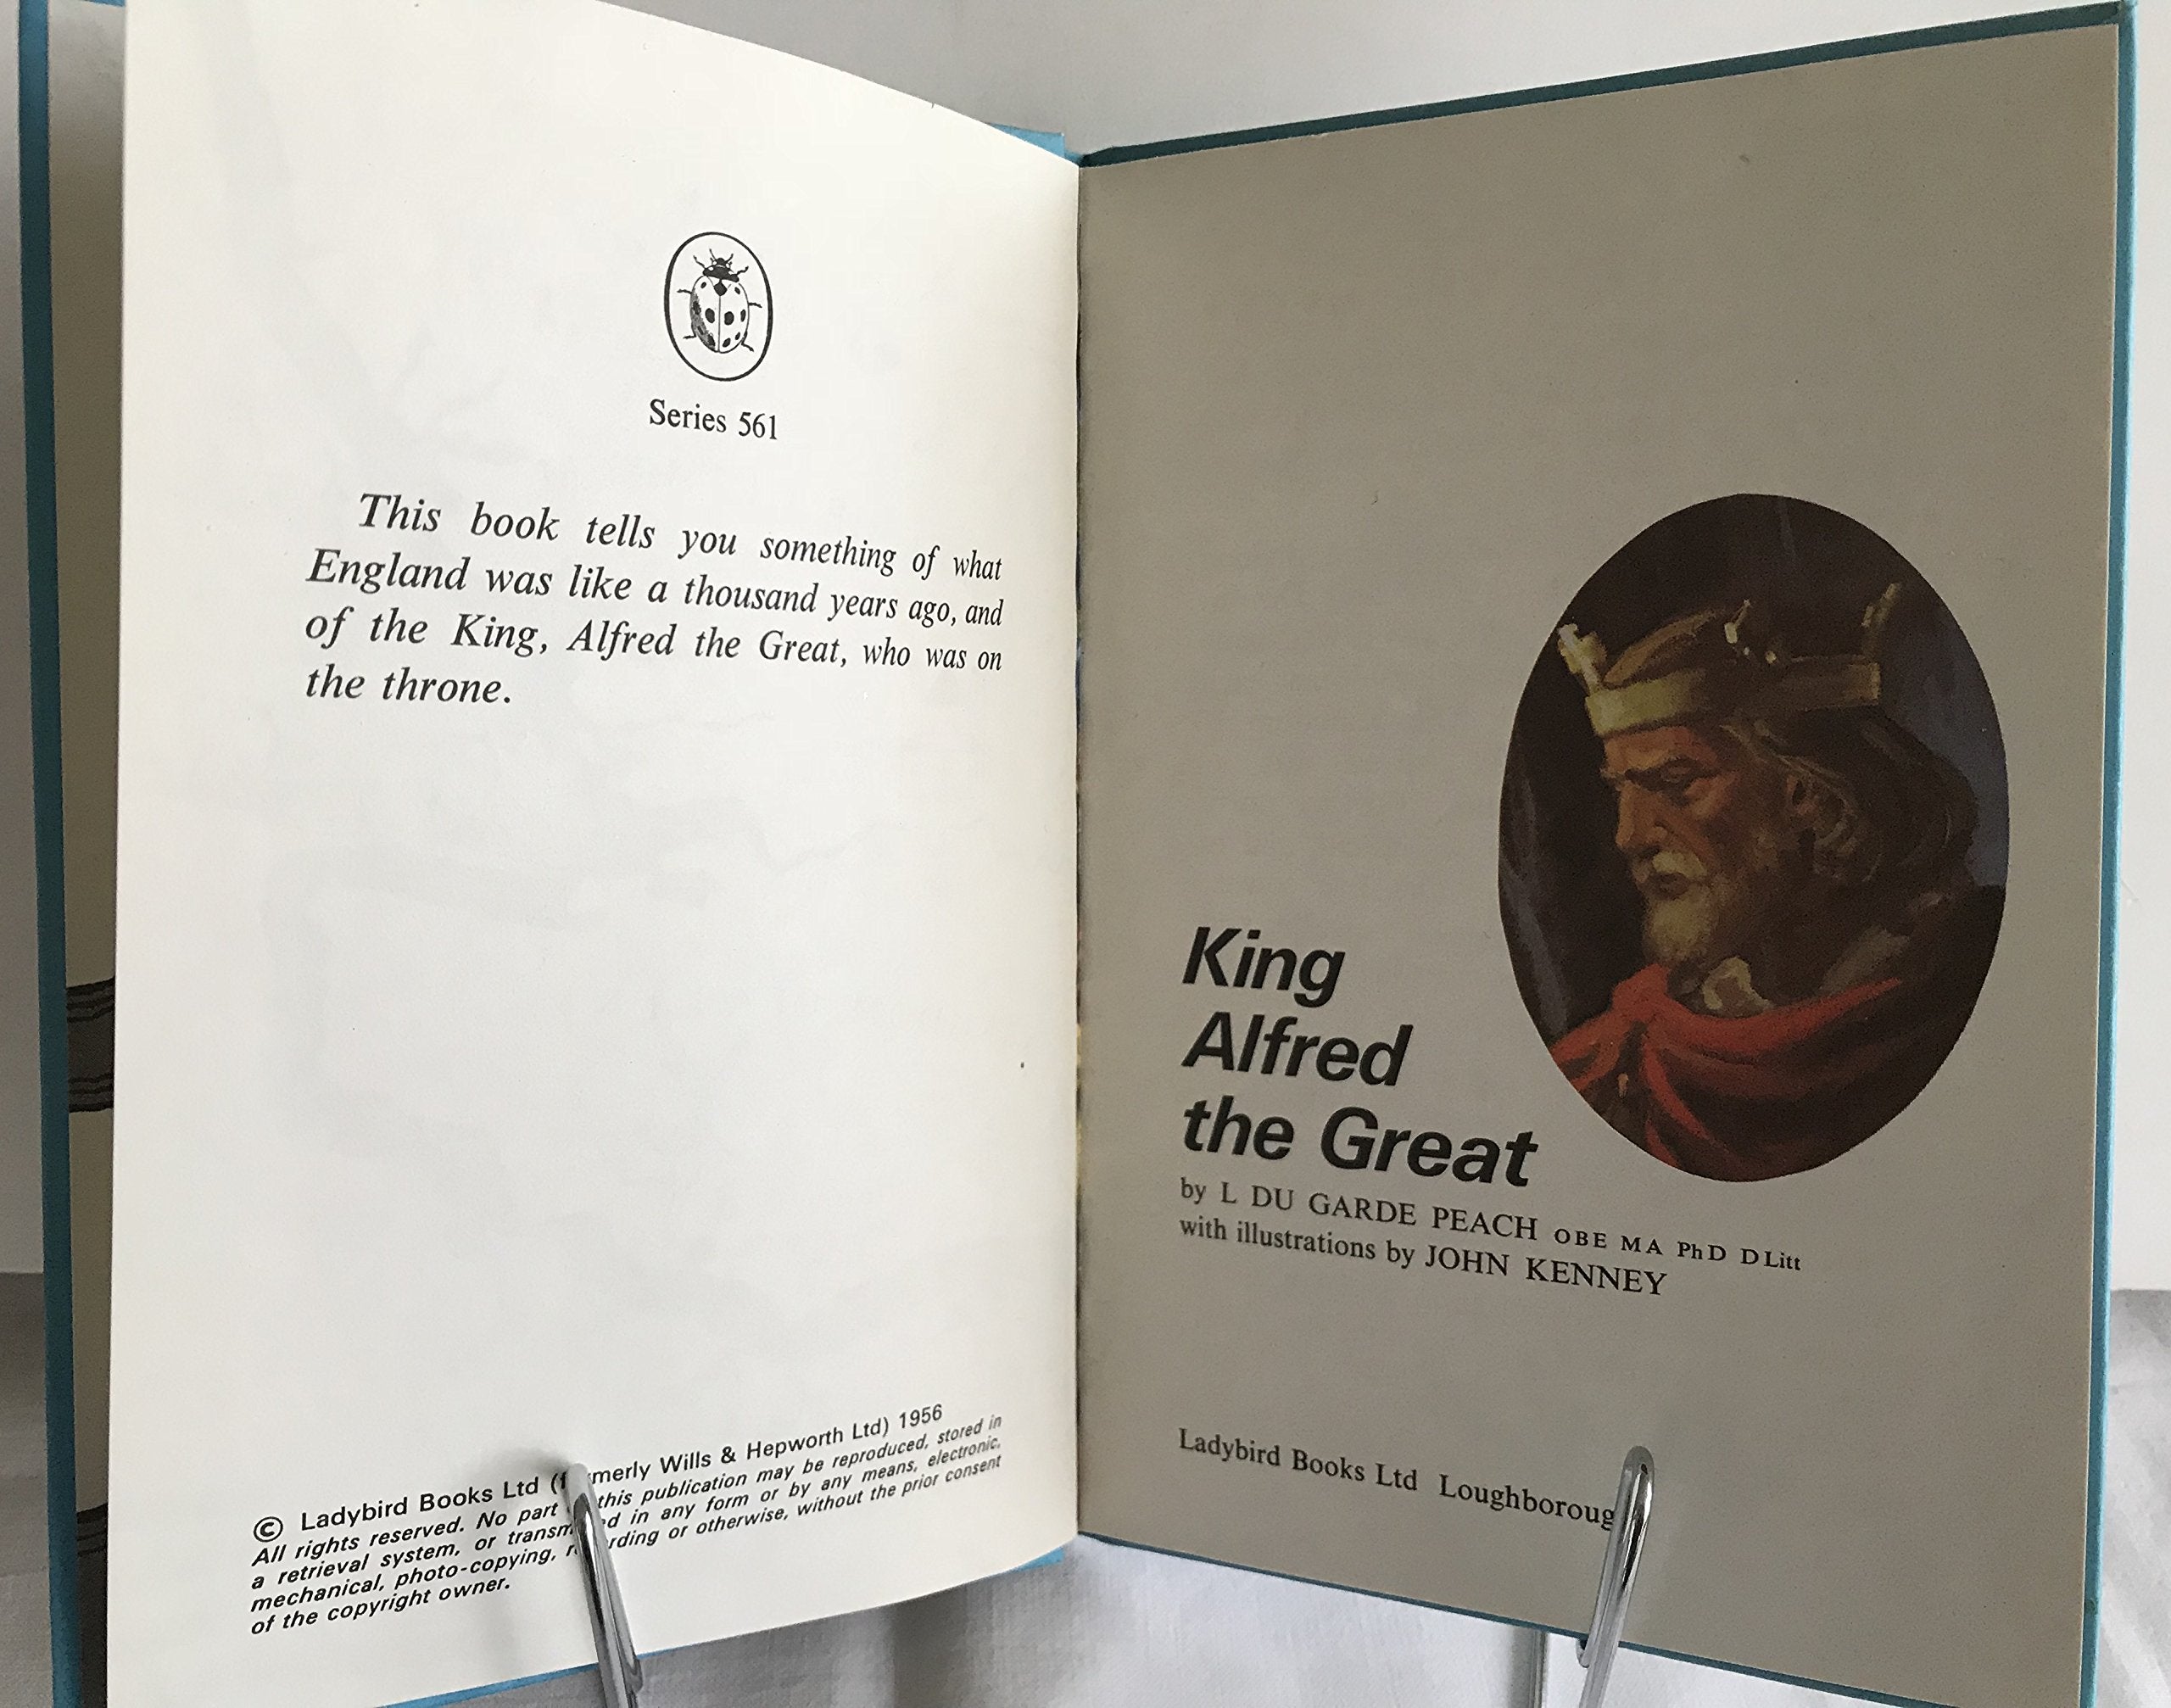 Series 561
This book tells you something of what
England was like a thousand years ago, and
of the King, Alfred the Great, who was on
the throne.
© Ladybird Books Ltd Wills & Hepworth Ltd) 1956
All rights reserved. No part this publication may be reproduced, stored in
a retrieval system, or in any form or by any means, electronic,
mechanical, photo-copying, or otherwise, without the prior consent
of the copyright owner.
King
Alfred
the Great
by L DU GARDE PEACH OBE MA PhD DLitt
with illustrations by JOHN KENNEY
Ladybird Books Ltd Loughboroug